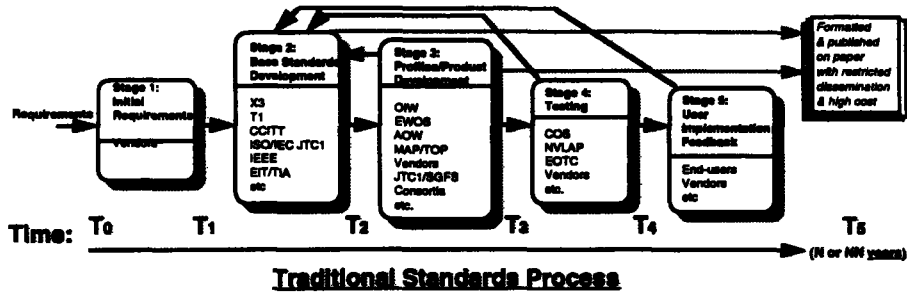 Requirements
Stage 1:
Initial
Requirements
Vendors
Stage 2:
Base Standards
Development
X3
T1
CCITT
ISO/IEC JTC1
IEEE
EIT/TIA
etc
Stage 3:
Profiles/Product
Development
OIW
EWOS
AOW
MAP/TOP
Vendors
JTC1/SGFS
Consortia
etc.
Stage 4:
Testing
COS
NVLAP
EOTC
Vendors
etc.
Stage 5:
User
Implementation
Feedback
End-users
Vendors
etc
Formatted
& published
on paper
with restricted
dissemination
& high cost
Time: T0 T1 T2 T3 T4 T5
(N or NN years)
Traditional Standards Process